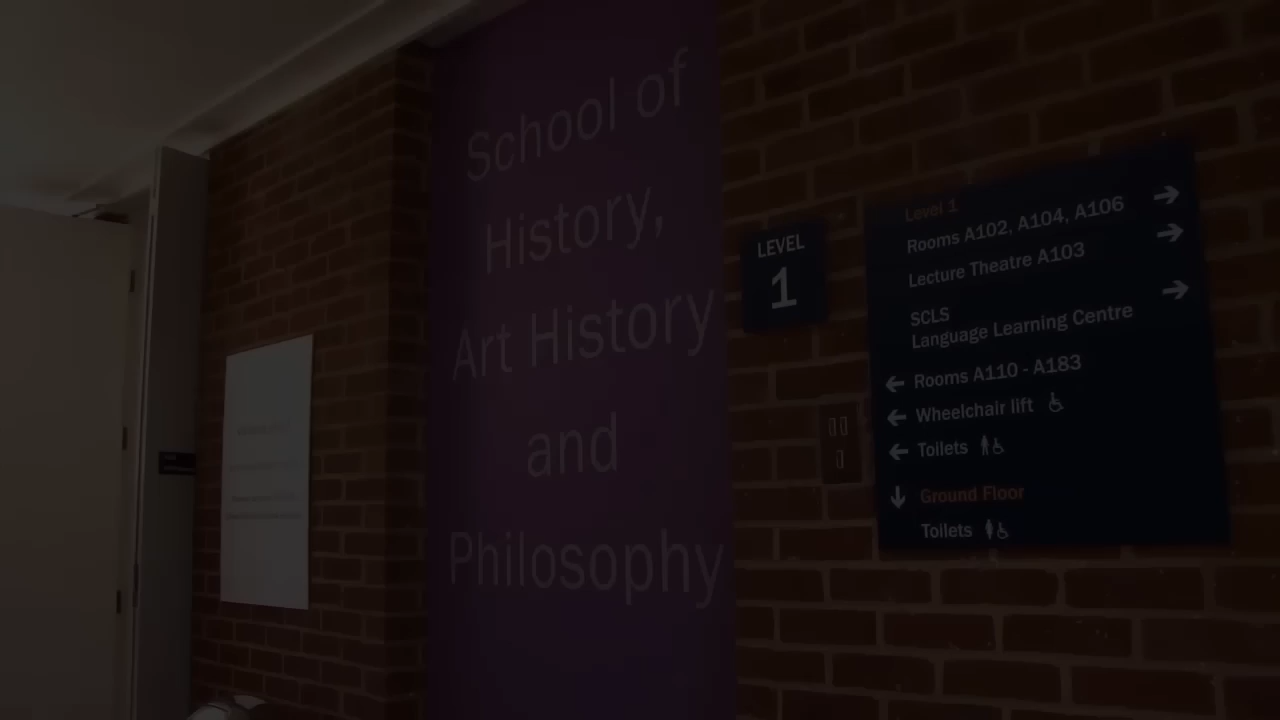 School of
History,
Art History
and
Philosophy
LEVEL
1
Level 1
Rooms A102, A104, A106
Lecture Theatre A103
SCLS
Language Learning Centre
Rooms A110 - A183
Wheelchair lift
Toilets
Ground Floor
Toilets